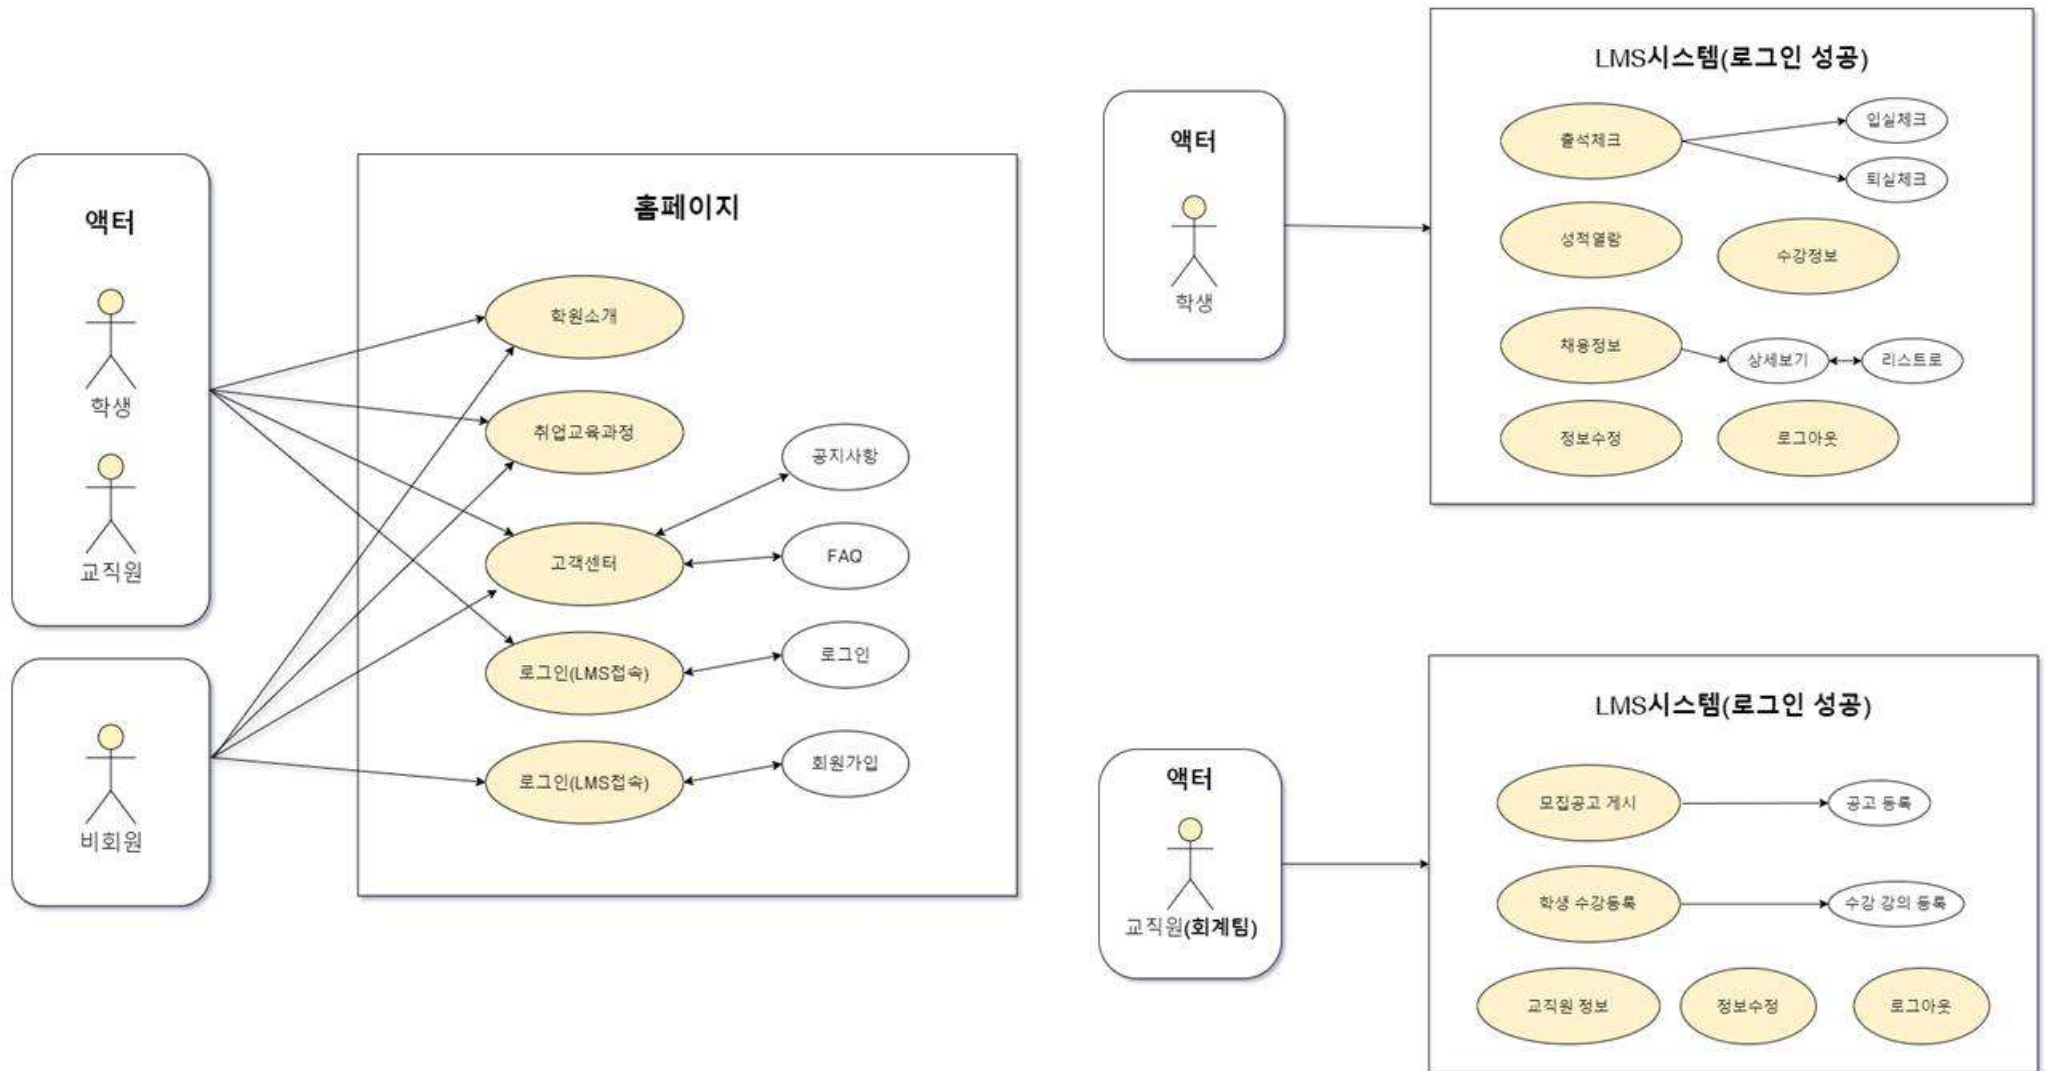 액터
학생
교직원
액터
비회원
홈페이지
학원소개
취업교육과정
고객센터
공지사항
FAQ
로그인(LMS접속)
로그인
로그인(LMS접속)
회원가입
액터
학생
LMS시스템(로그인 성공)
출석체크
입실체크
퇴실체크
성적열람
수강정보
채용정보
상세보기
리스트로
정보수정
로그아웃
액터
교직원(회계팀)
LMS시스템(로그인 성공)
모집공고 게시
공고 등록
학생 수강등록
수강 강의 등록
교직원 정보
정보수정
로그아웃